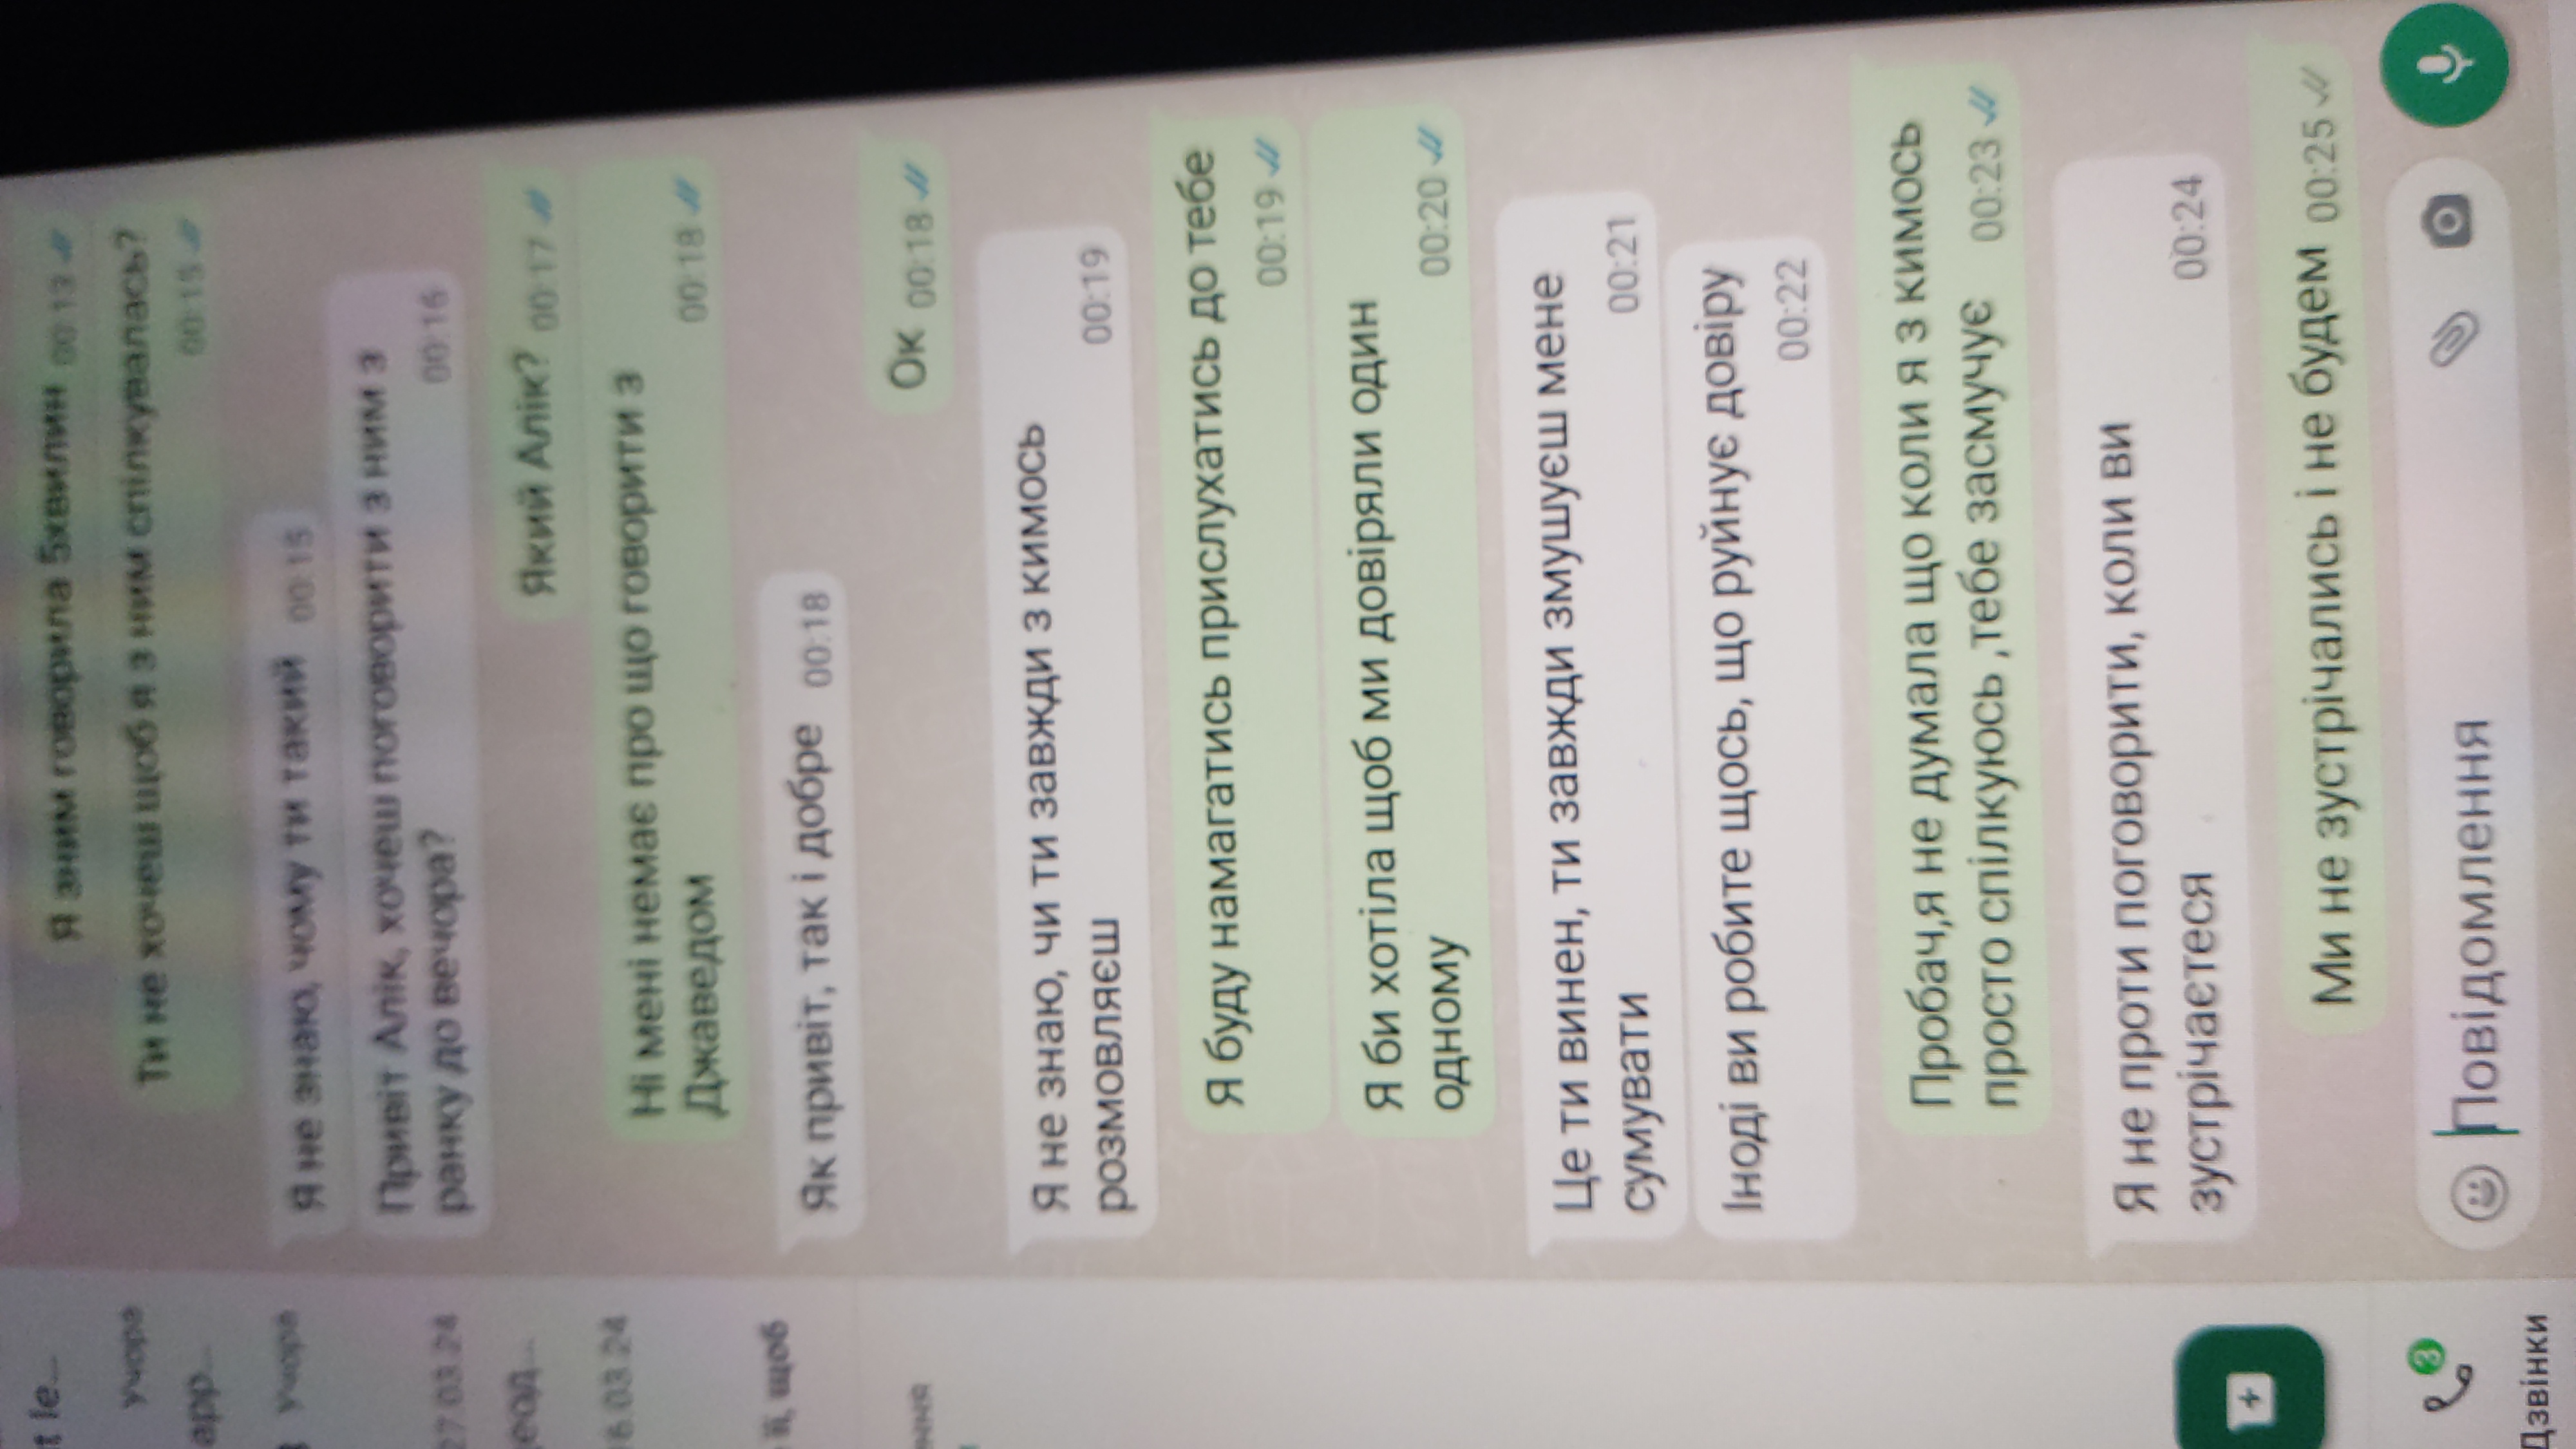 t le...
Учора
app...
Учора
27.03.24
16.03.24
її, щоб
ння
3
Дзвінки
Я зним говорила 5хвилин 00:13
Ти не хочеш щоб я з ним спілкувалась?
00:15
Я не знаю, чому ти такий 00:15
Привіт Алік, хочеш поговорити з ним з
ранку до вечора? 00:16
Який Алік? 00:17
Ні мені немає про що говорити з
Джаведом 00:18
Як привіт, так і добре 00:18
Ок 00:18
Я не знаю, чи ти завжди з кимось
розмовляєш 00:19
Я буду намагатись прислухатись до тебе
00:19
Я би хотіла щоб ми довіряли один
одному 00:20
Це ти винен, ти завжди змушуєш мене
сумувати 00:21
Іноді ви робите щось, що руйнує довіру
00:22
Пробач,я не думала що коли я з кимось
просто спілкуюсь ,тебе засмучує 00:23
Я не проти поговорити, коли ви
зустрічаєтеся 00:24
Ми не зустрічались і не будем 00:25
Повідомлення